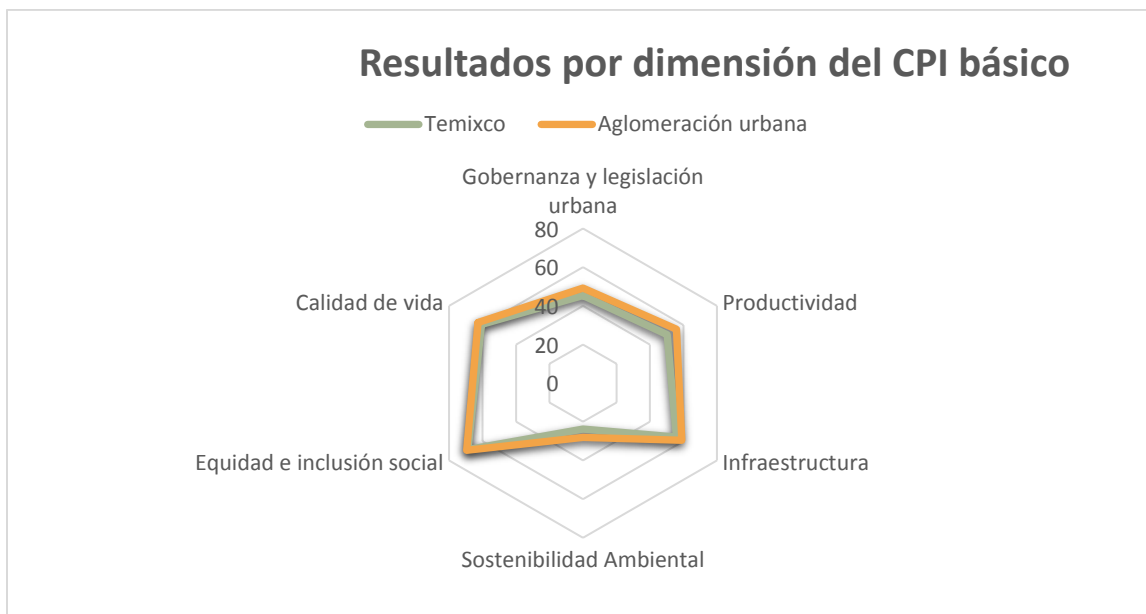 Resultados por dimensión del CPI básico
Temixco
Aglomeración urbana
Gobernanza y legislación
urbana
80
60
40
20
0
Calidad de vida
Productividad
Equidad e inclusión social
Infraestructura
Sostenibilidad Ambiental